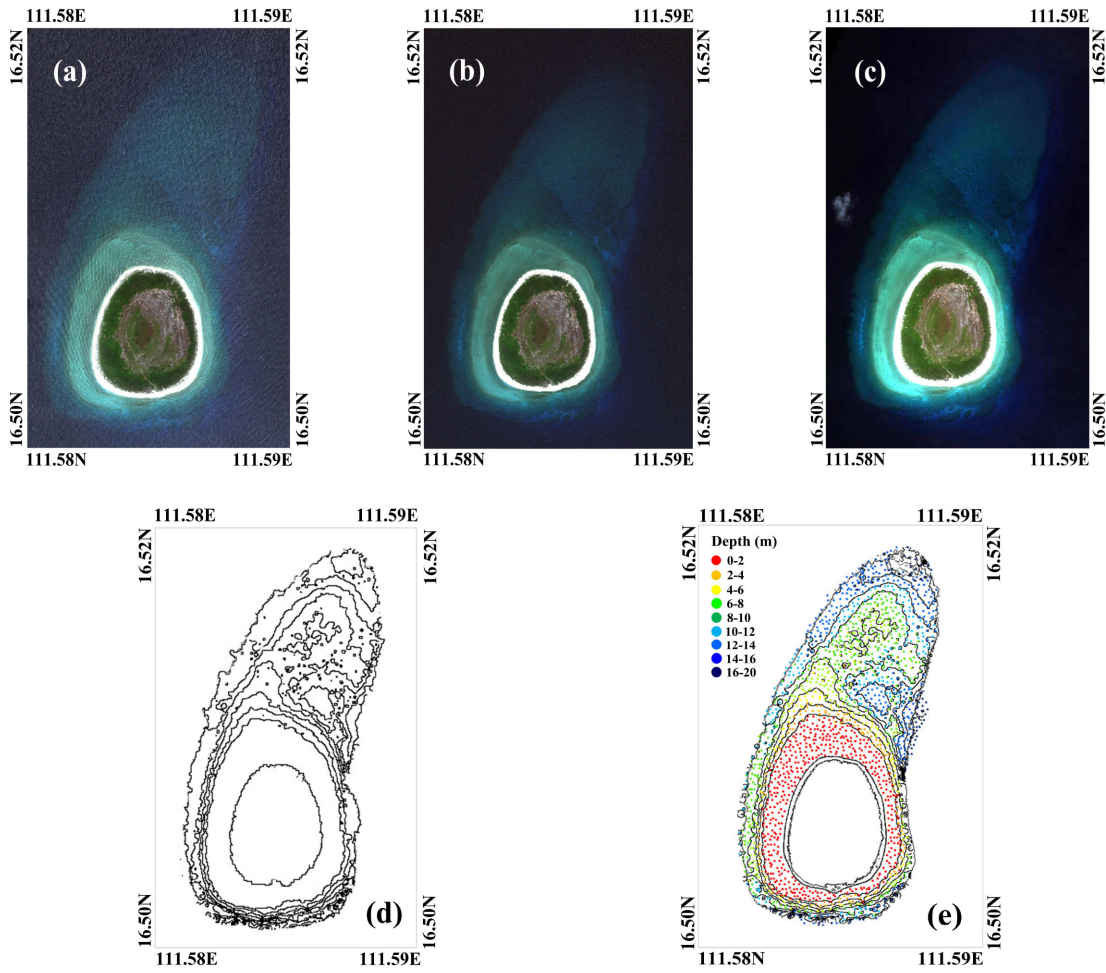 111.58E 111.59E 111.58E 111.59E 111.58E 111.59E
16.52N 16.52N 16.52N 16.52N 16.52N 16.52N
(a) (b) (c)
16.50N 16.50N 16.50N 16.50N 16.50N 16.50N
111.58N 111.59E 111.58N 111.59E 111.58N 111.59E
111.58E 111.59E 111.58E 111.59E
16.52N 16.52N 16.52N 16.52N
Depth (m)
0-2
2-4
4-6
6-8
8-10
10-12
12-14
14-16
16-20
(d) (e)
16.50N 16.50N 16.50N 16.50N
111.58N 111.59E 111.58N 111.59E